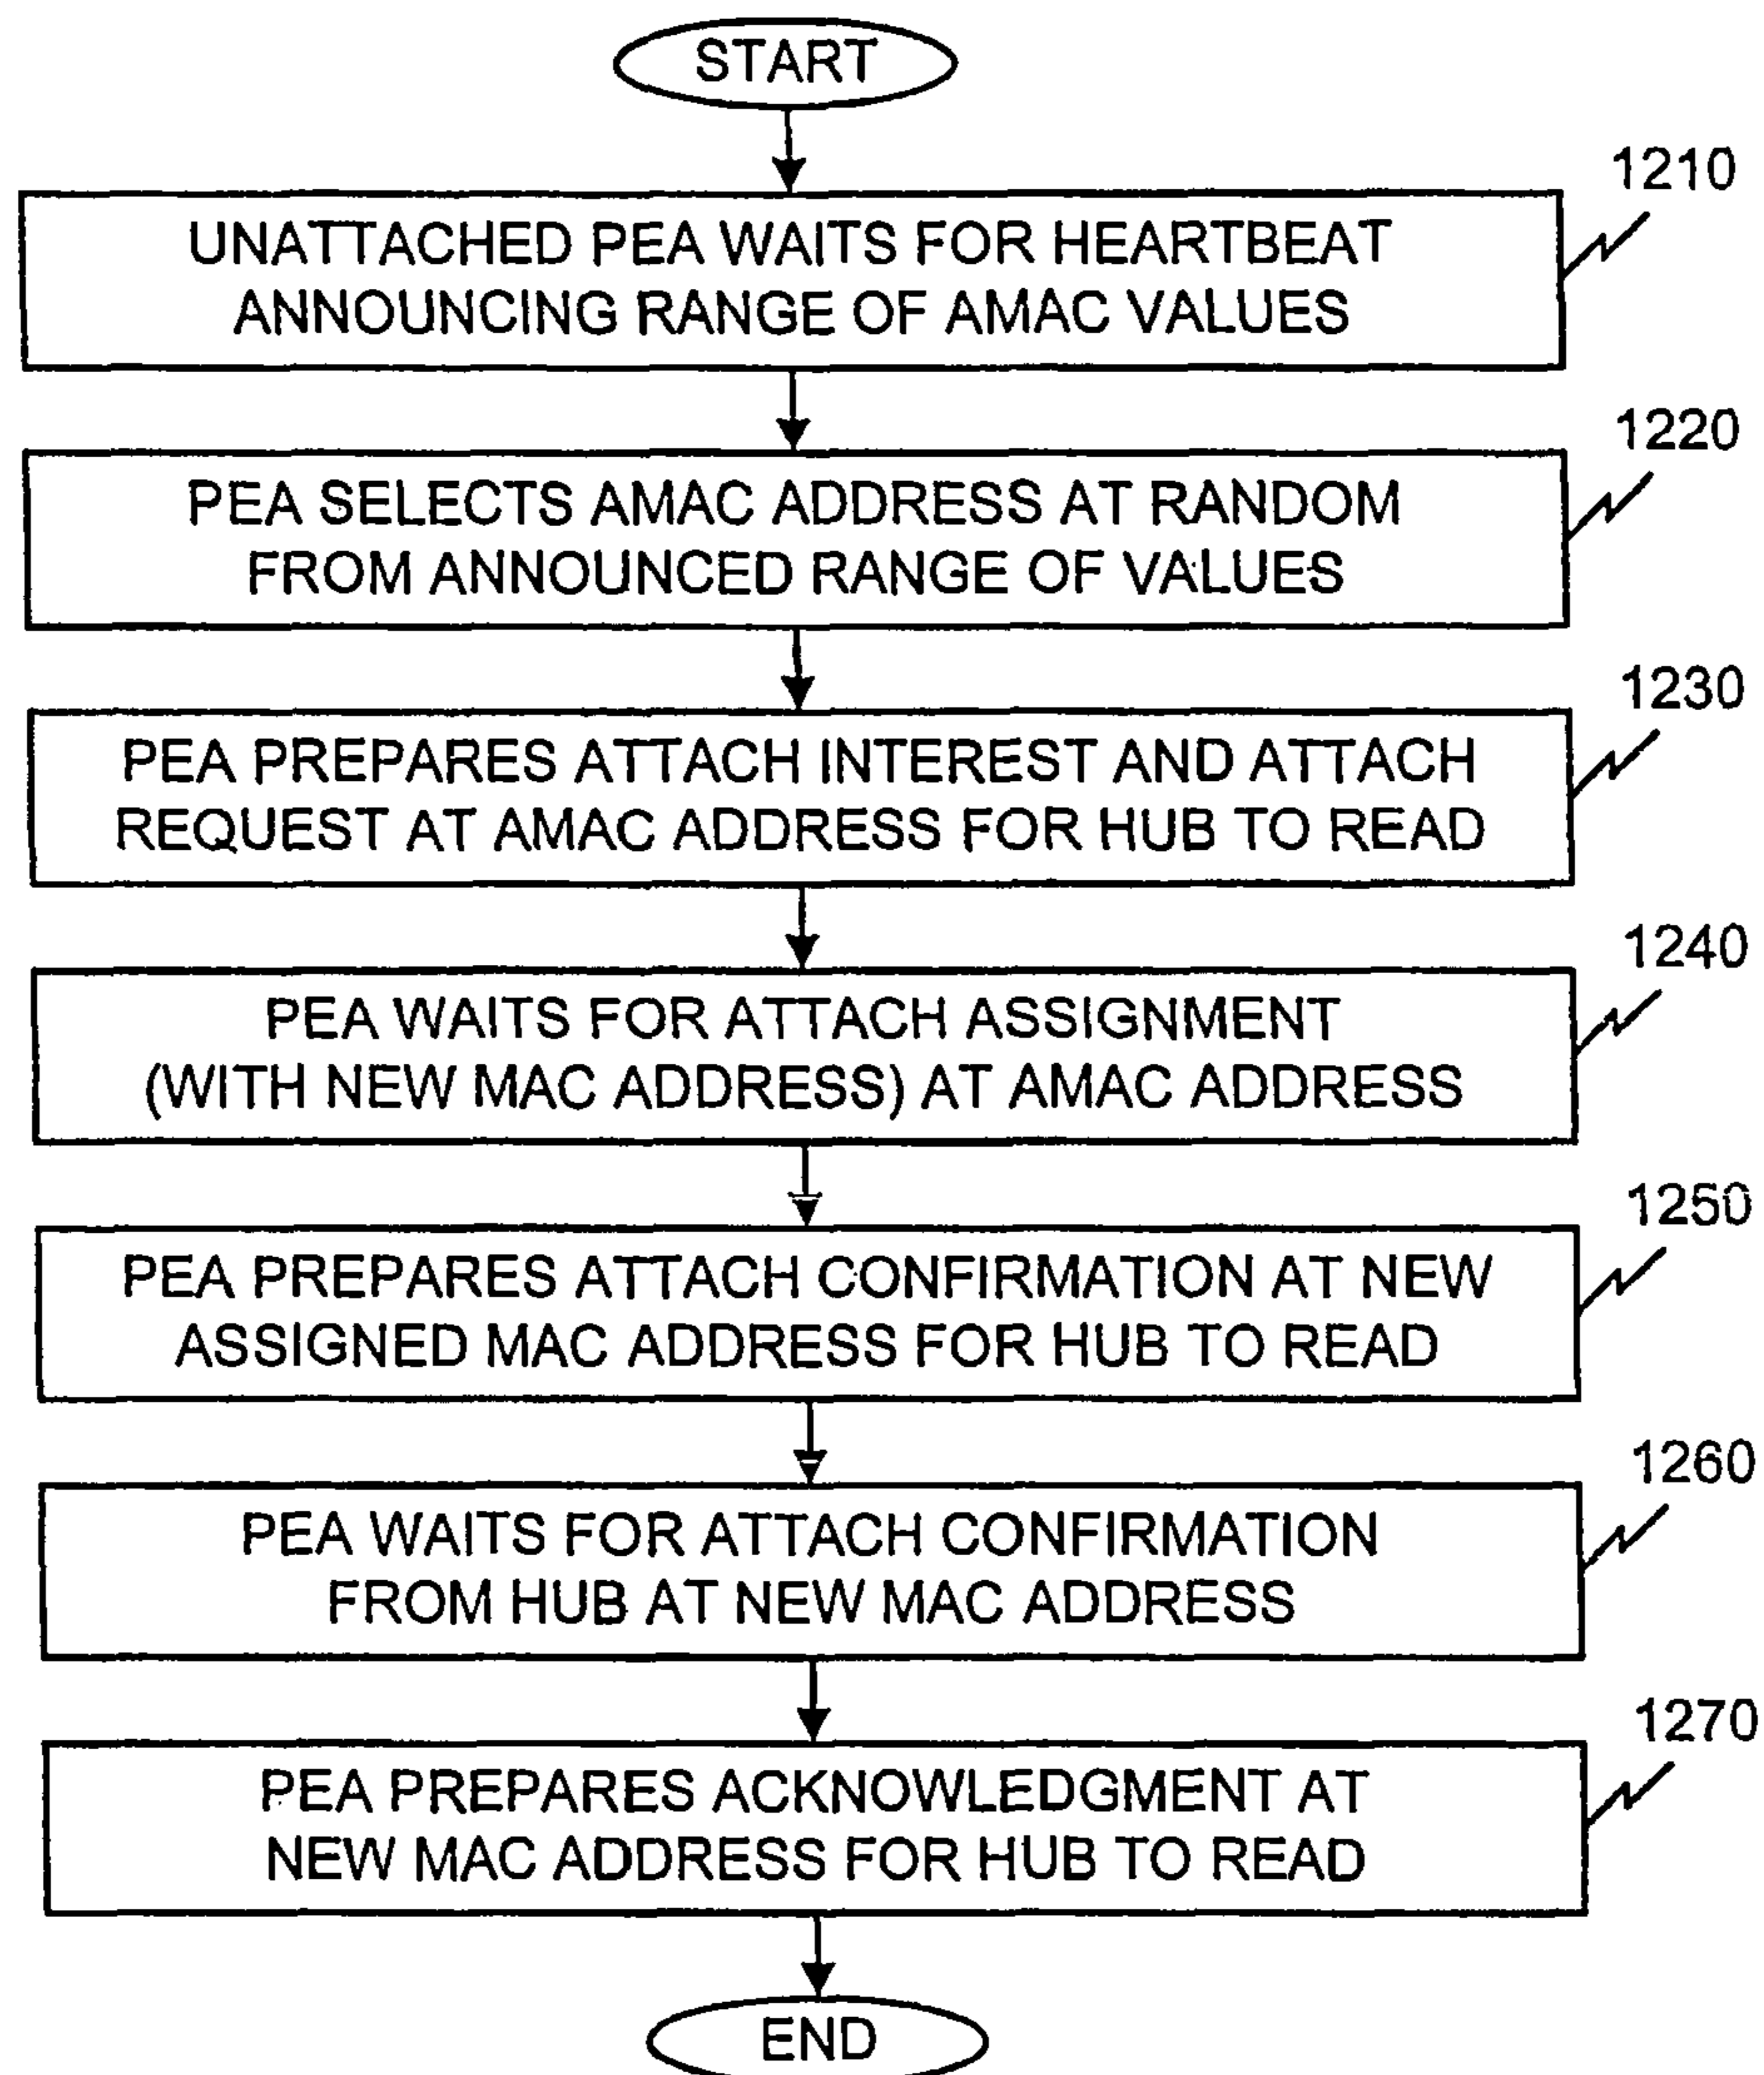 START
1210
UNATTACHED PEA WAITS FOR HEARTBEAT
ANNOUNCING RANGE OF AMAC VALUES
1220
PEA SELECTS AMAC ADDRESS AT RANDOM
FROM ANNOUNCED RANGE OF VALUES
1230
PEA PREPARES ATTACH INTEREST AND ATTACH
REQUEST AT AMAC ADDRESS FOR HUB TO READ
1240
PEA WAITS FOR ATTACH ASSIGNMENT
(WITH NEW MAC ADDRESS) AT AMAC ADDRESS
1250
PEA PREPARES ATTACH CONFIRMATION AT NEW
ASSIGNED MAC ADDRESS FOR HUB TO READ
1260
PEA WAITS FOR ATTACH CONFIRMATION
FROM HUB AT NEW MAC ADDRESS
1270
PEA PREPARES ACKNOWLEDGMENT AT
NEW MAC ADDRESS FOR HUB TO READ
END